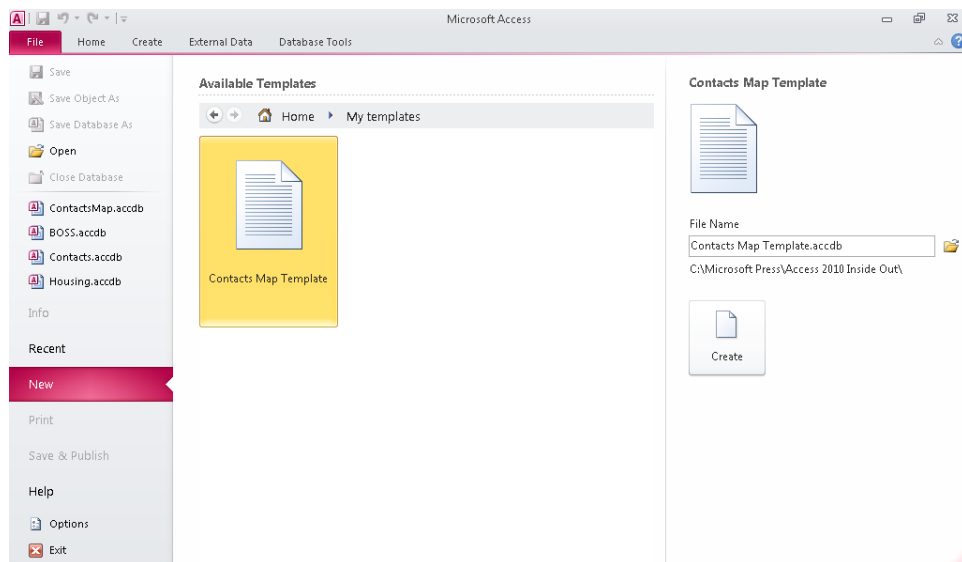 Microsoft Access
File Home Create External Data Database Tools
Save
Save Object As
Save Database As
Open
Close Database
ContactsMap.accdb
BOSS.accdb
Contacts.accdb
Housing.accdb
Info
Recent
New
Print
Save & Publish
Help
Options
Exit
Available Templates
Home My templates
Contacts Map Template
Contacts Map Template
File Name
Contacts Map Template.accdb
C:\Microsoft Press\Access 2010 Inside Out\
Create